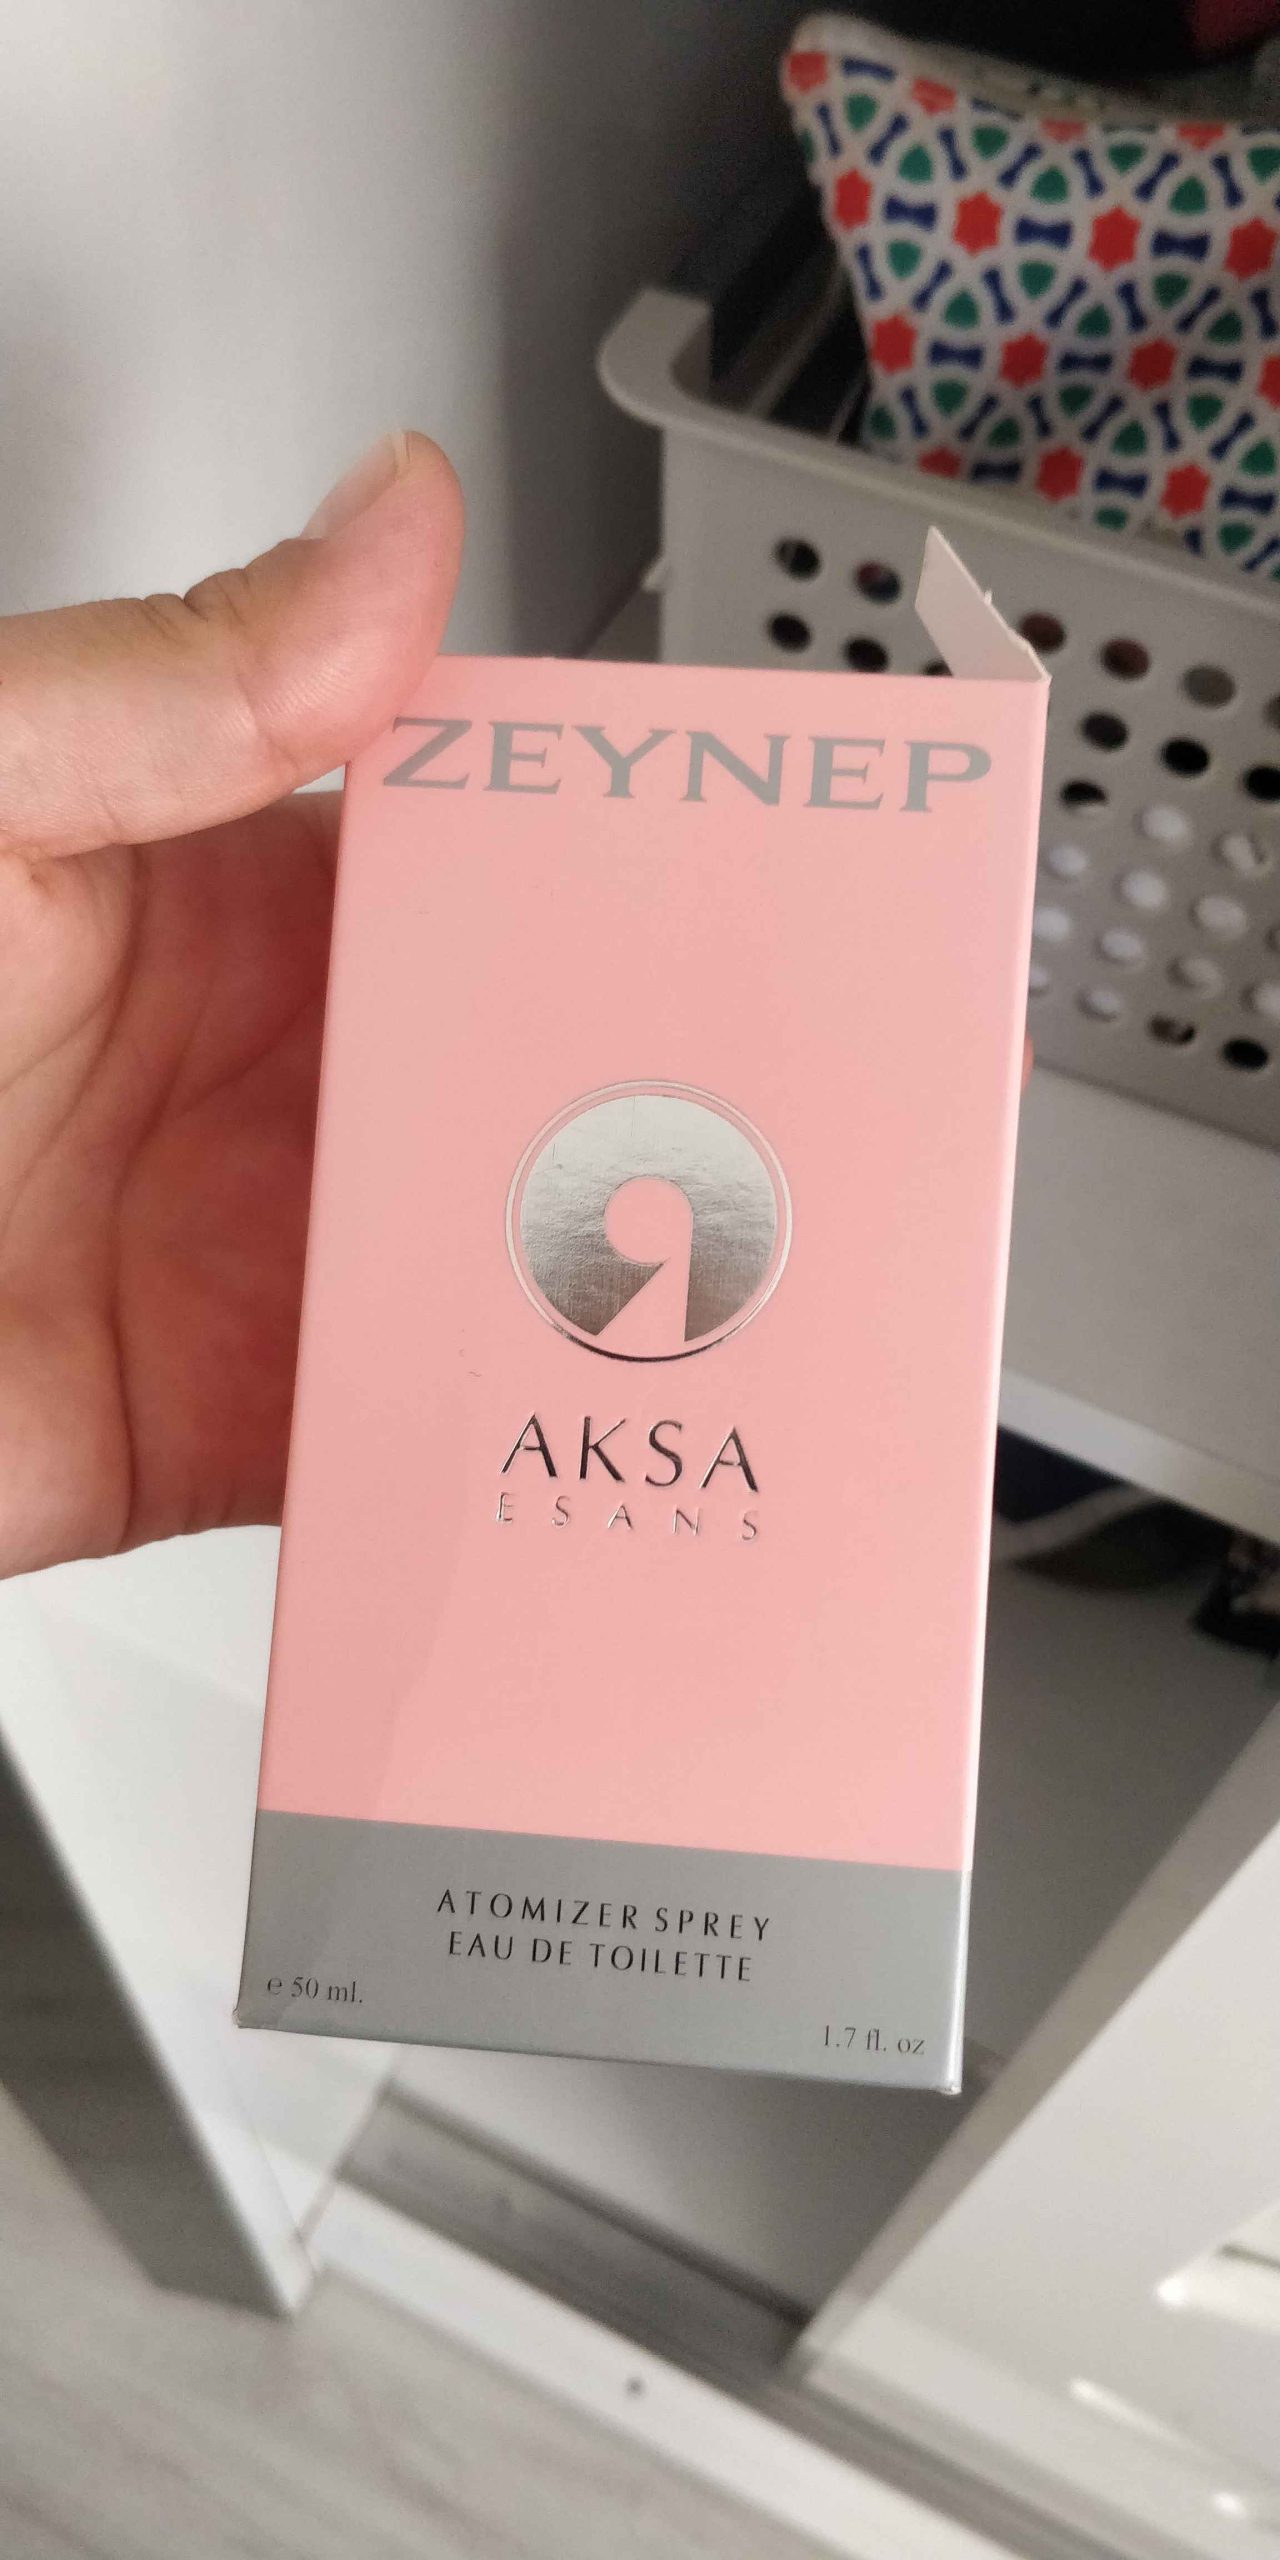 ZEYNEP
AKSA
ESANS
ATOMIZER SPREY
EAU DE TOILETTE
e 50 ml.
1.7 fl. oz